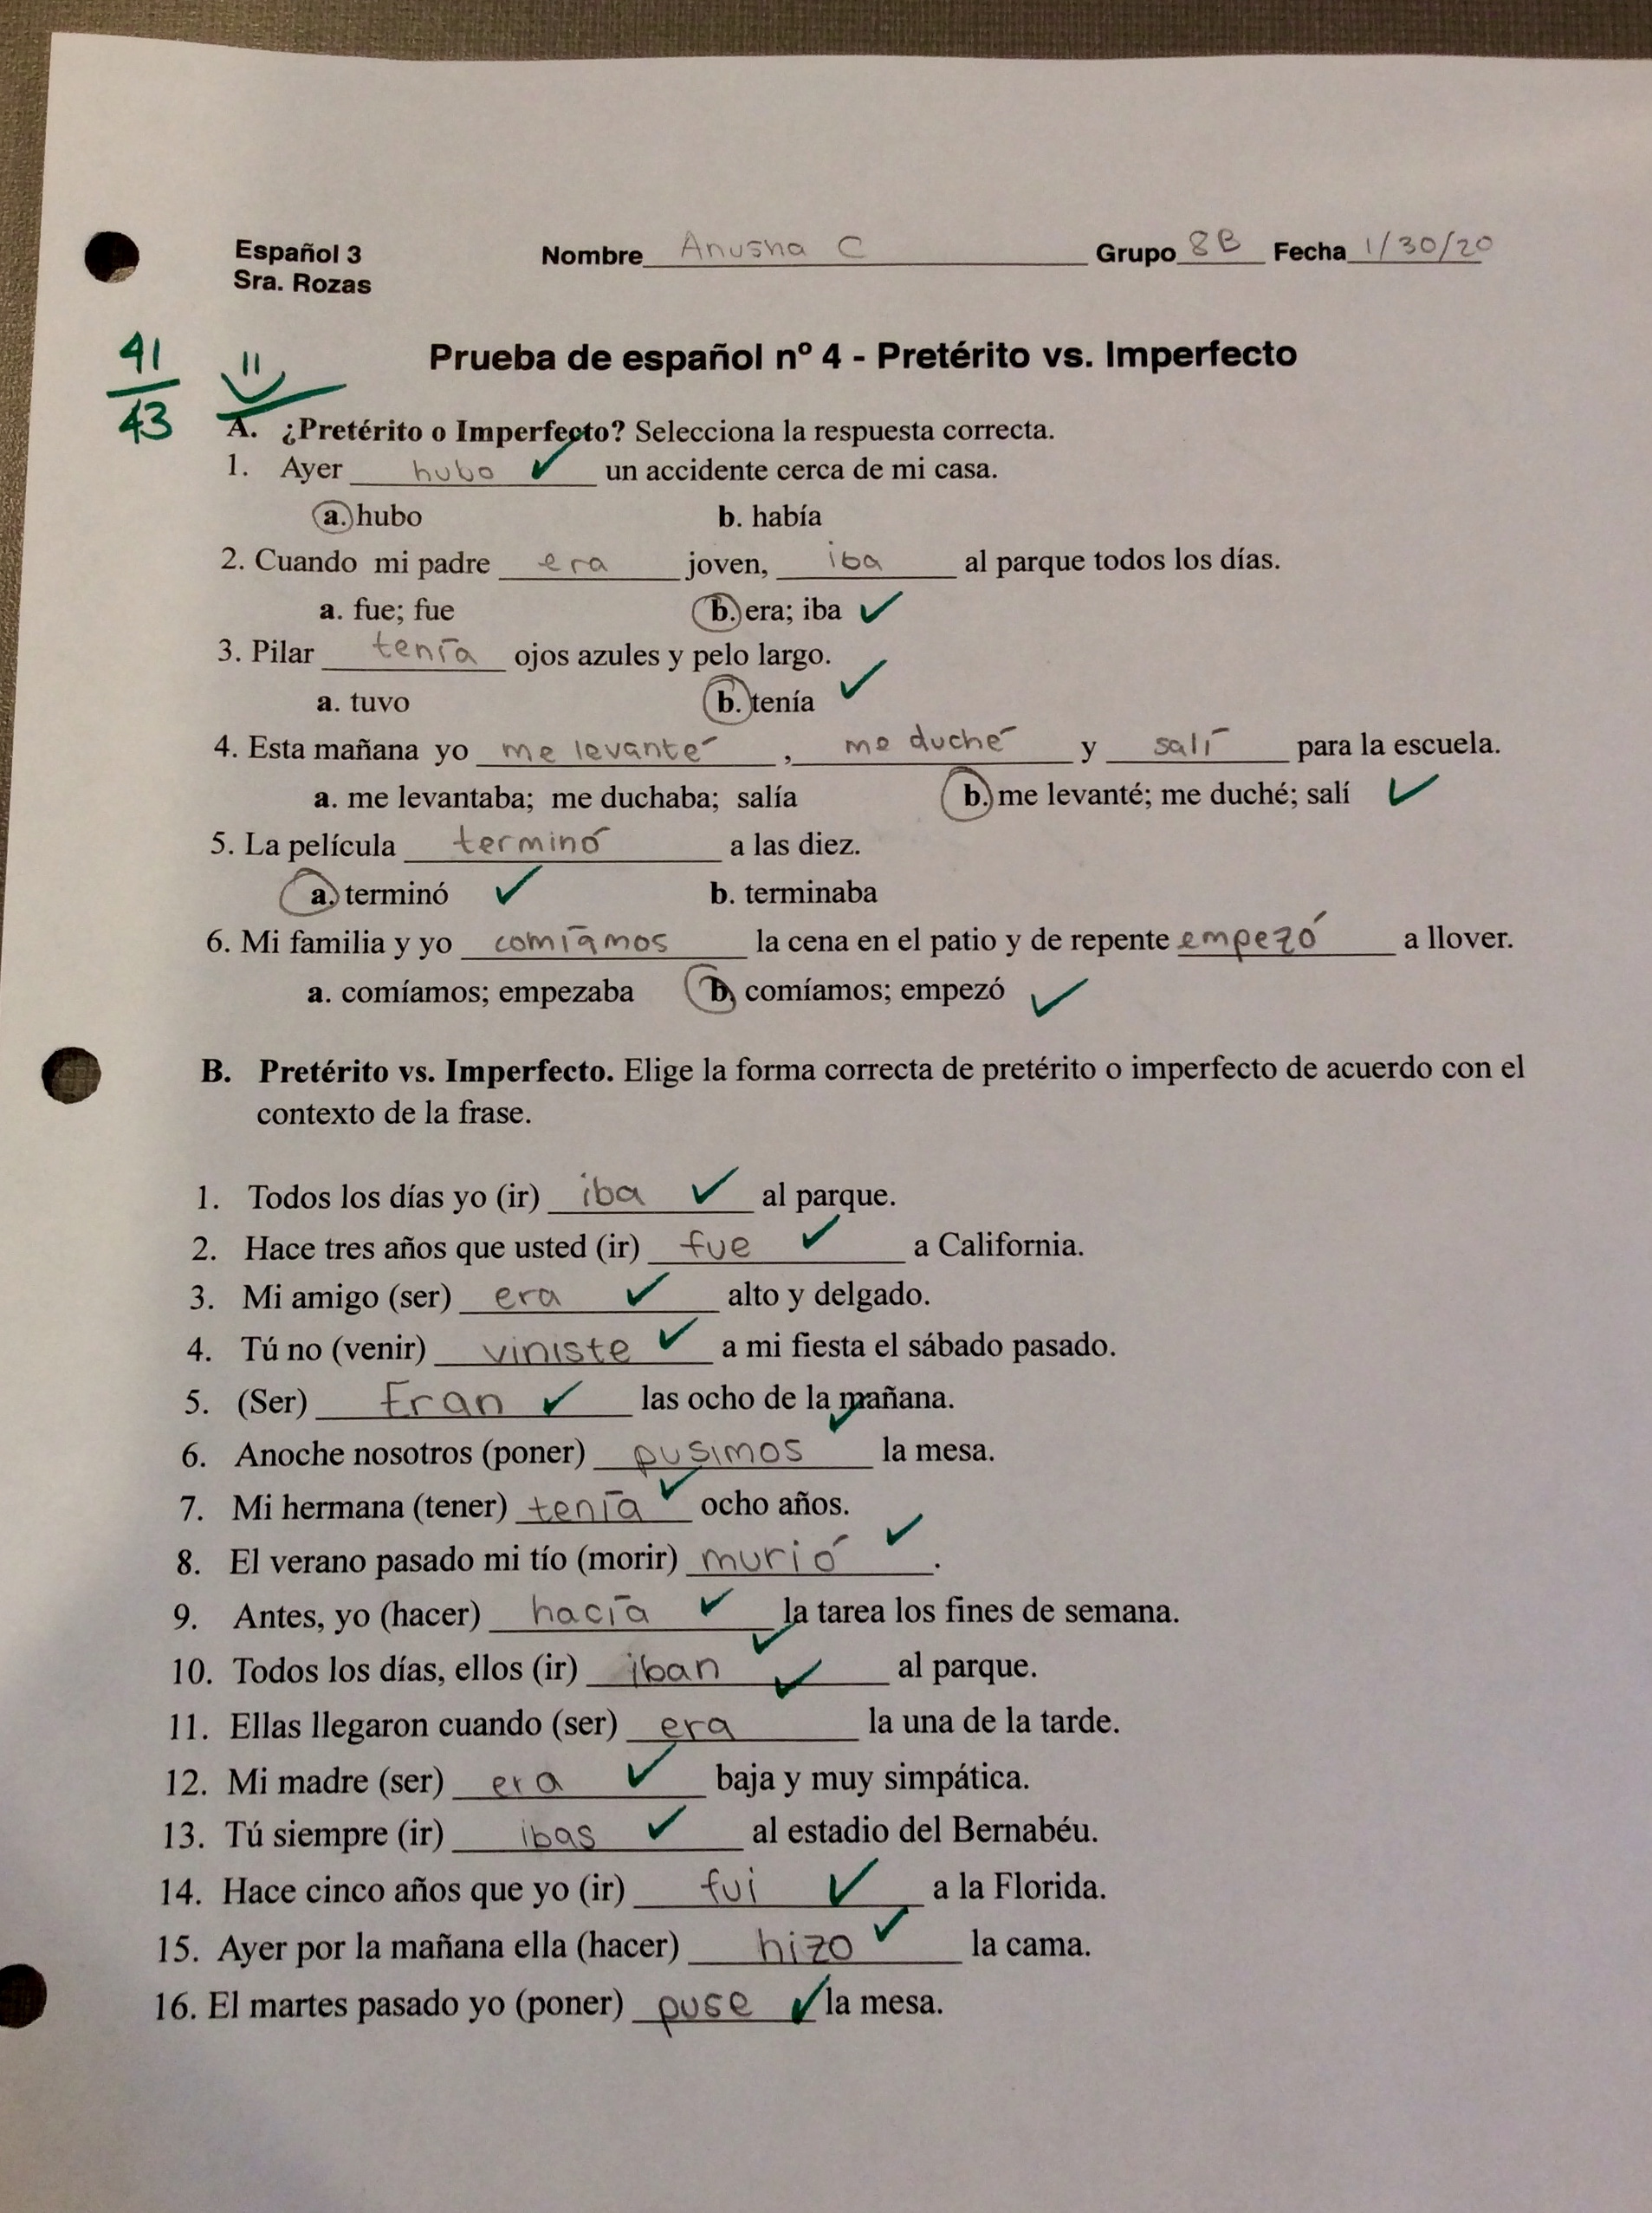 Español 3 Nombre Anusha C Grupo 8B Fecha 1/30/20
Sra. Rozas
41
43
Prueba de español nº 4 - Pretérito vs. Imperfecto
A. ¿Pretérito o Imperfecto? Selecciona la respuesta correcta.
1. Ayer hubo un accidente cerca de mi casa.
a. hubo b. había
2. Cuando mi padre era joven, iba al parque todos los días.
a. fue; fue b. era; iba
3. Pilar tenía ojos azules y pelo largo.
a. tuvo b. tenía
4. Esta mañana yo me levanté, me duché y salí para la escuela.
a. me levantaba; me duchaba; salía b. me levanté; me duché; salí
5. La película terminó a las diez.
a. terminó b. terminaba
6. Mi familia y yo comíamos la cena en el patio y de repente empezó a llover.
a. comíamos; empezaba b. comíamos; empezó
B. Pretérito vs. Imperfecto. Elige la forma correcta de pretérito o imperfecto de acuerdo con el
contexto de la frase.
1. Todos los días yo (ir) iba al parque.
2. Hace tres años que usted (ir) fue a California.
3. Mi amigo (ser) era alto y delgado.
4. Tú no (venir) viniste a mi fiesta el sábado pasado.
5. (Ser) Eran las ocho de la mañana.
6. Anoche nosotros (poner) pusimos la mesa.
7. Mi hermana (tener) tenía ocho años.
8. El verano pasado mi tío (morir) murió.
9. Antes, yo (hacer) hacía la tarea los fines de semana.
10. Todos los días, ellos (ir) iban al parque.
11. Ellas llegaron cuando (ser) era la una de la tarde.
12. Mi madre (ser) era baja y muy simpática.
13. Tú siempre (ir) ibas al estadio del Bernabéu.
14. Hace cinco años que yo (ir) fui a la Florida.
15. Ayer por la mañana ella (hacer) hizo la cama.
16. El martes pasado yo (poner) puse la mesa.